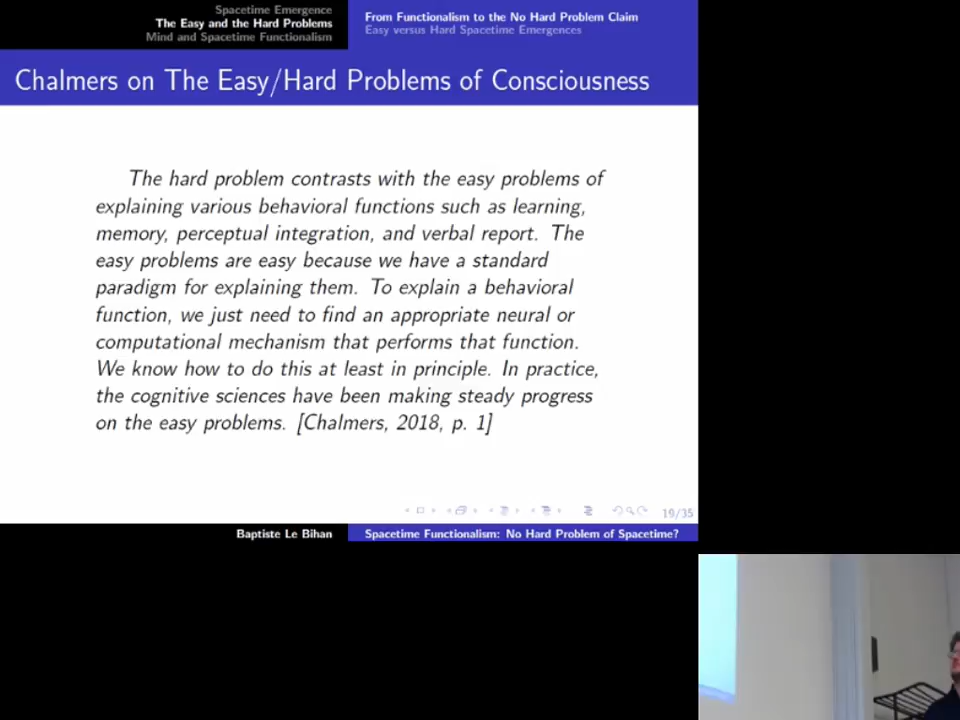 Spacetime Emergence
The Easy and the Hard Problems
Mind and Spacetime Functionalism
From Functionalism to the No Hard Problem Claim
Easy versus Hard Spacetime Emergences
Chalmers on The Easy/Hard Problems of Consciousness
The hard problem contrasts with the easy problems of
explaining various behavioral functions such as learning,
memory, perceptual integration, and verbal report. The
easy problems are easy because we have a standard
paradigm for explaining them. To explain a behavioral
function, we just need to find an appropriate neural or
computational mechanism that performs that function.
We know how to do this at least in principle. In practice,
the cognitive sciences have been making steady progress
on the easy problems. [Chalmers, 2018, p. 1]
19/35
Baptiste Le Bihan
Spacetime Functionalism: No Hard Problem of Spacetime?